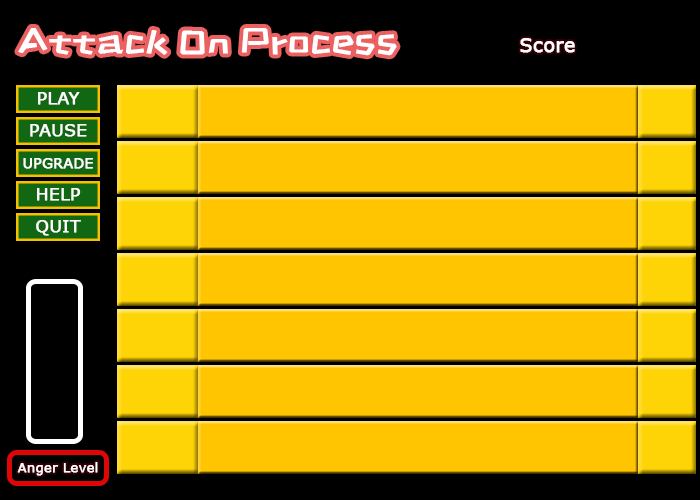 Attack On Process
Score
PLAY
PAUSE
UPGRADE
HELP
QUIT
Anger Level